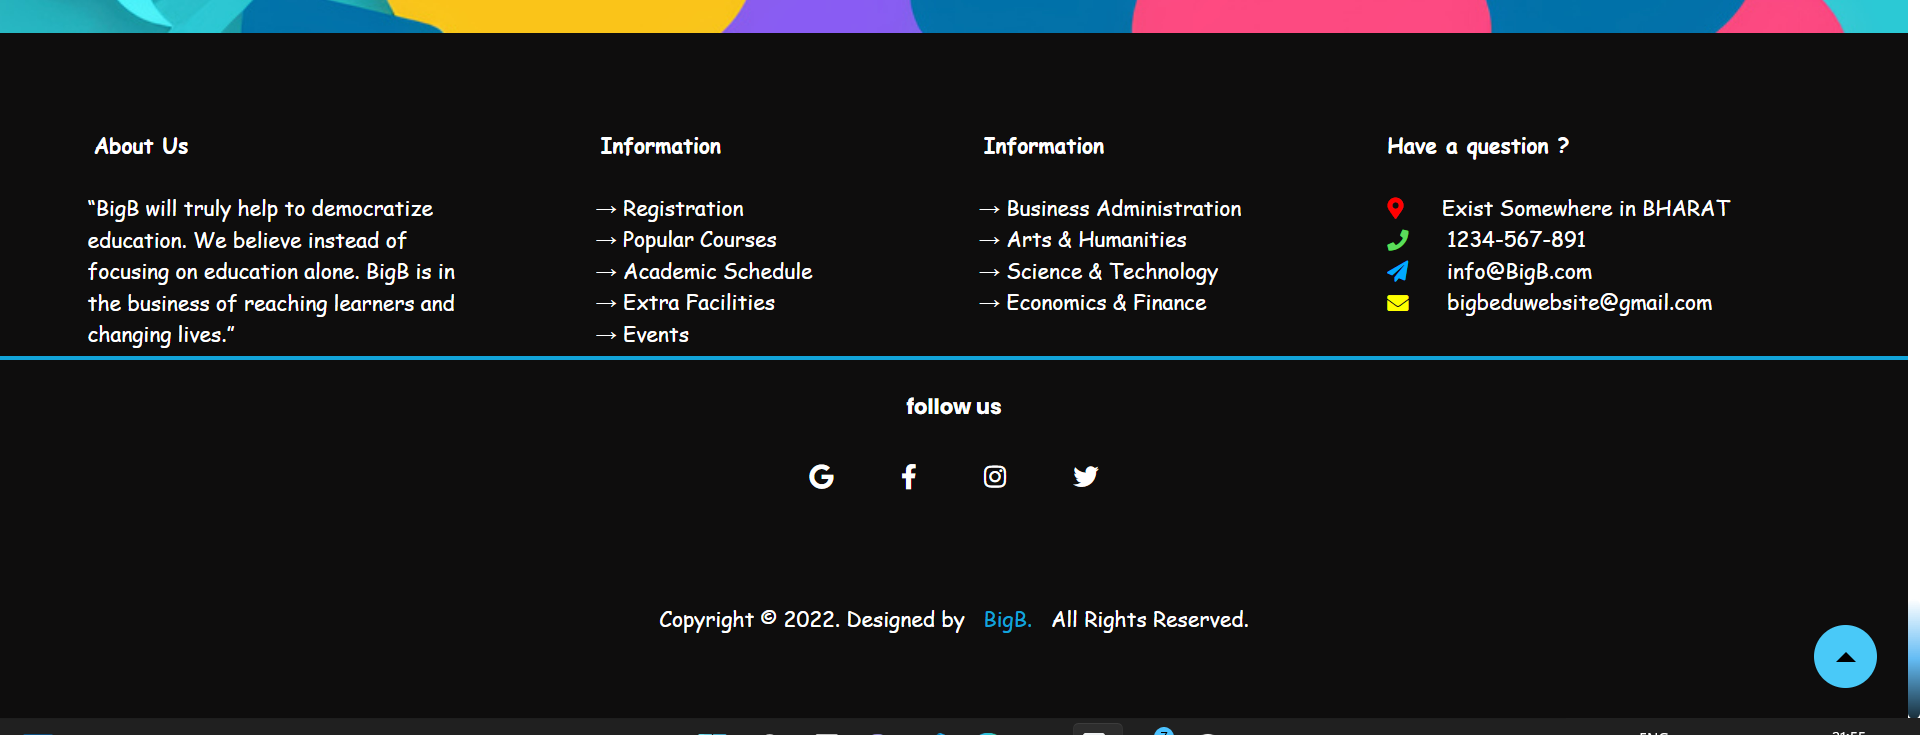 About Us
“BigB will truly help to democratize
education. We believe instead of
focusing on education alone. BigB is in
the business of reaching learners and
changing lives.”
Information
→ Registration
→ Popular Courses
→ Academic Schedule
→ Extra Facilities
→ Events
Information
→ Business Administration
→ Arts & Humanities
→ Science & Technology
→ Economics & Finance
Have a question ?
Exist Somewhere in BHARAT
1234-567-891
info@BigB.com
bigbeduwebsite@gmail.com
follow us
Copyright © 2022. Designed by BigB. All Rights Reserved.